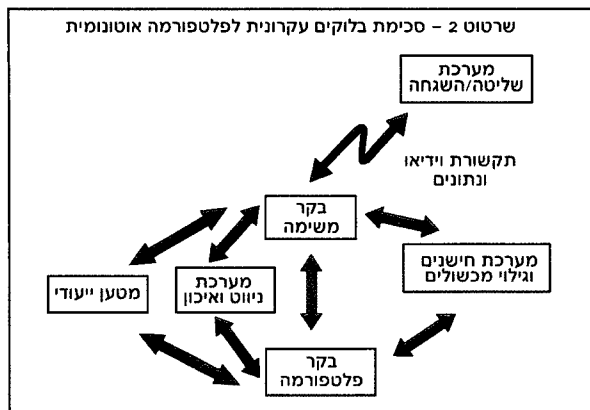 שרטוט 2 – סכימת בלוקים עקרונית לפלטפורמה אוטונומית
מערכת
שליטה/השגחה
תקשורת וידיאו
ונתונים
בקר
משימה
מערכת חישנים
וגילוי מכשולים
מערכת
ניווט ואיכון
מטען ייעודי
בקר
פלטפורמה